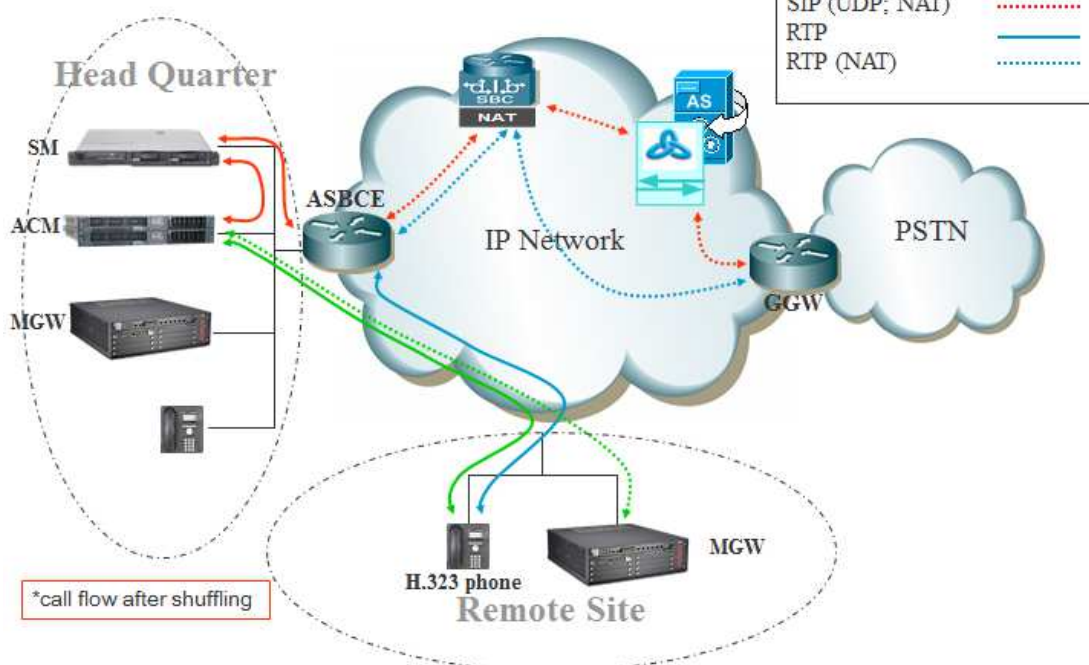 SIP (UDP; NAT)
RTP
RTP (NAT)
Head Quarter
SM
ACM
MGW
ASBCE
SBC
NAT
AS
IP Network
GGW
PSTN
H.323 phone
MGW
Remote Site
*call flow after shuffling